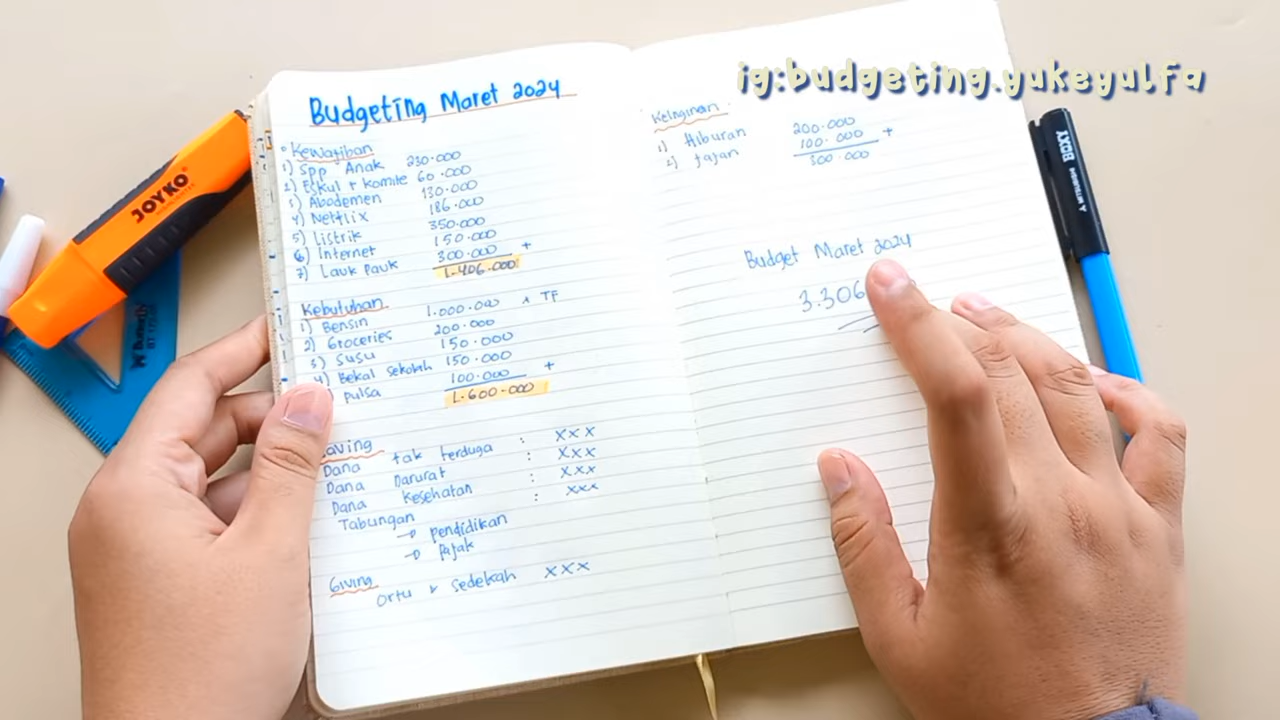 ig:budgeting.yukeyulfa
Budgeting Maret 2024
Kewajiban
1) Spp Anak 230.000
2) Eskul + komite 60.000
3) Abodemen 130.000
4) Netflix 186.000
5) Listrik 350.000
6) Internet 150.000
7) Lauk pauk 300.000 +
1.406.000
Kebutuhan
1) Bensin 1.000.000 TF
2) Groceries 200.000
3) Susu 150.000
4) Bekal sekolah 150.000
pulsa 100.000 +
1.600.000
aving
Dana tak terduga : XXX
Dana Darurat : XXX
Dana Kesehatan : XXX
Tabungan : XXX
→ pendidikan
→ Pajak
Giving
Ortu & sedekah XXX
Keinginan
1) Hiburan 200.000
2) Jajan 100.000 +
300.000
Budget Maret 2024
3.306
JOYKO
Butterfly
BOXY
MITSUBISHI